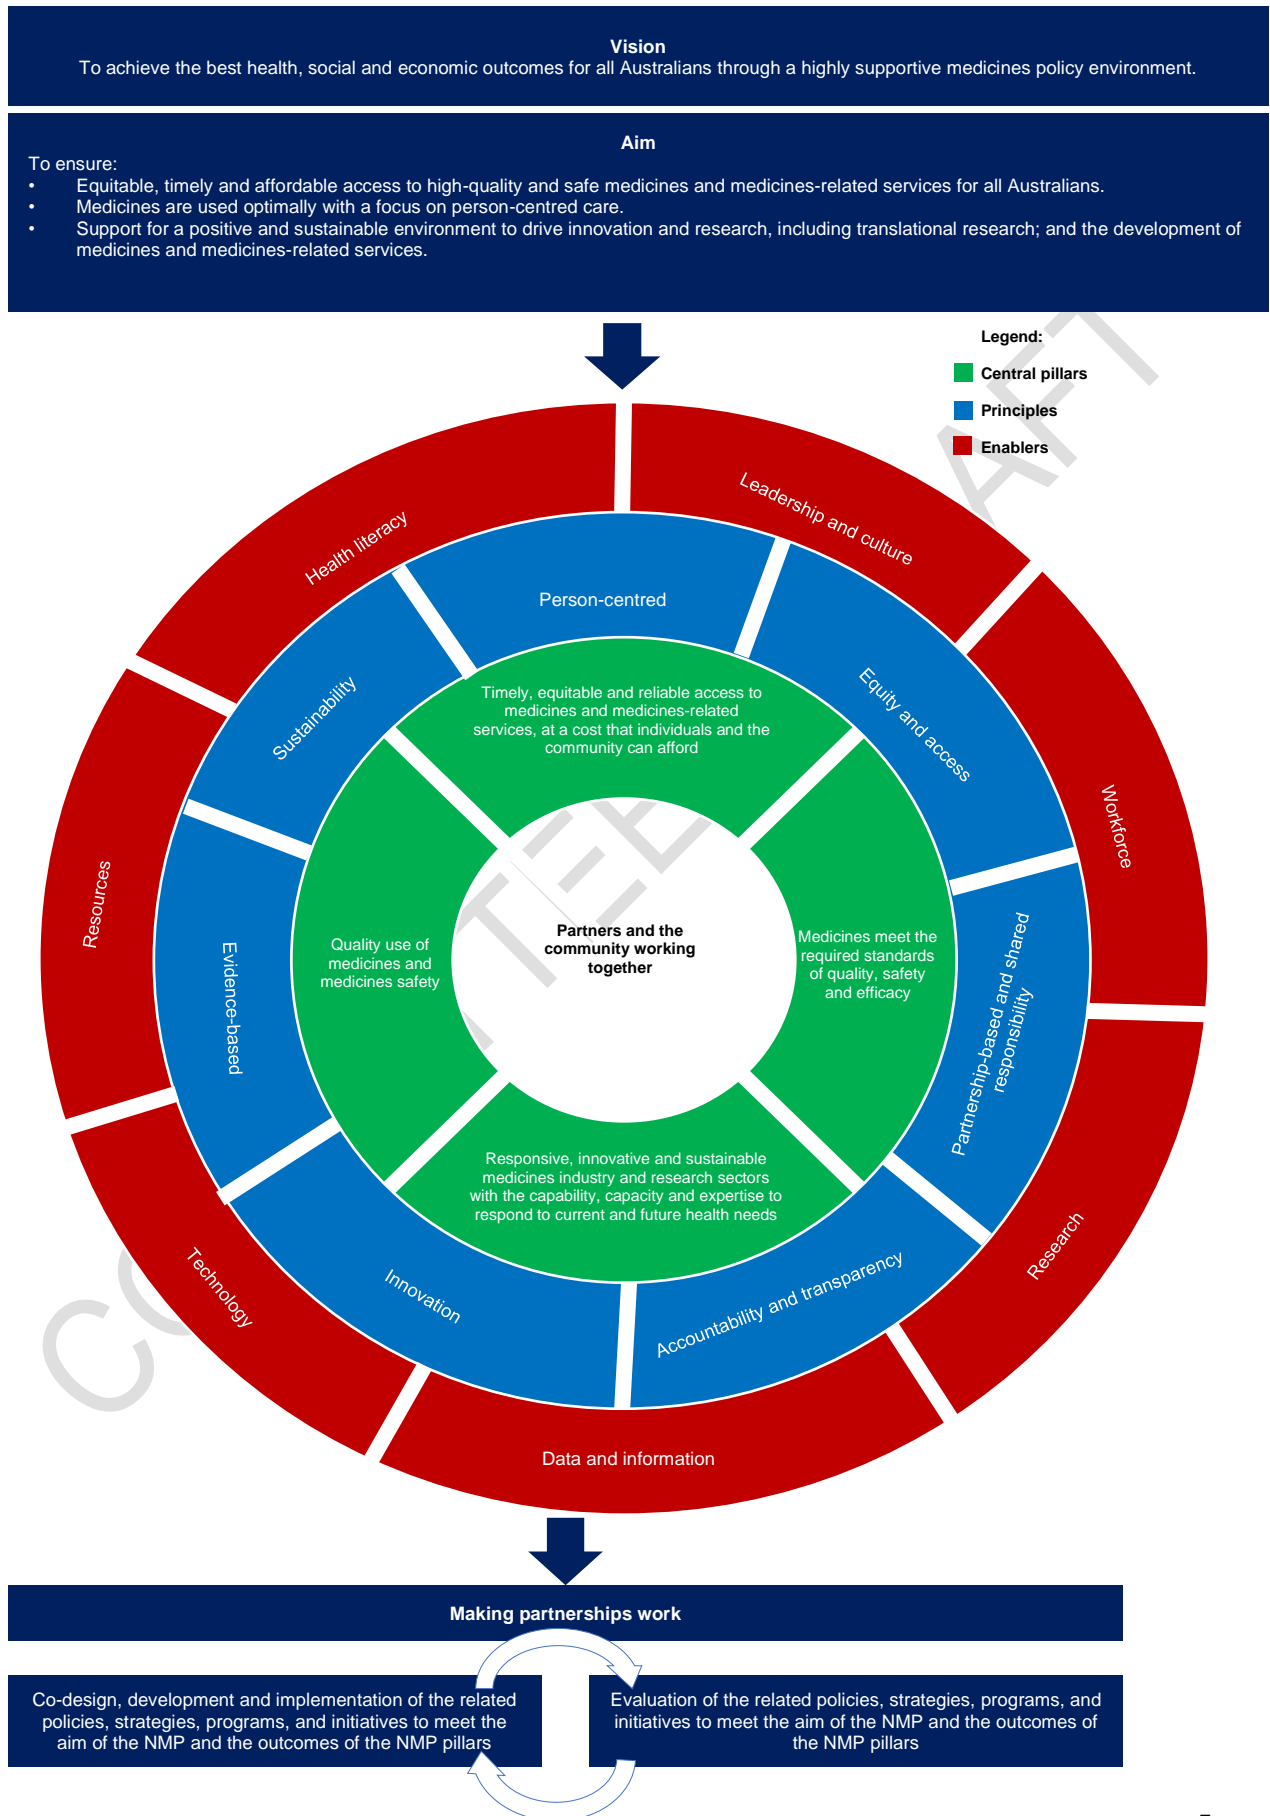 Vision
To achieve the best health, social and economic outcomes for all Australians through a highly supportive medicines policy environment.
Aim
To ensure:
• Equitable, timely and affordable access to high-quality and safe medicines and medicines-related services for all Australians.
• Medicines are used optimally with a focus on person-centred care.
• Support for a positive and sustainable environment to drive innovation and research, including translational research; and the development of
medicines and medicines-related services.
Legend:
Central pillars
Principles
Enablers
Health literacy
Leadership and culture
Workforce
Research
Data and information
Technology
Resources
Person-centred
Equity and access
Partnership-based and shared
responsibility
Accountability and transparency
Innovation
Evidence-based
Sustainability
Timely, equitable and reliable access to
medicines and medicines-related
services, at a cost that individuals and the
community can afford
Medicines meet the
required standards
of quality, safety
and efficacy
Responsive, innovative and sustainable
medicines industry and research sectors
with the capability, capacity and expertise to
respond to current and future health needs
Quality use of
medicines and
medicines safety
Partners and the
community working
together
Making partnerships work
Co-design, development and implementation of the related
policies, strategies, programs, and initiatives to meet the
aim of the NMP and the outcomes of the NMP pillars
Evaluation of the related policies, strategies, programs, and
initiatives to meet the aim of the NMP and the outcomes of
the NMP pillars